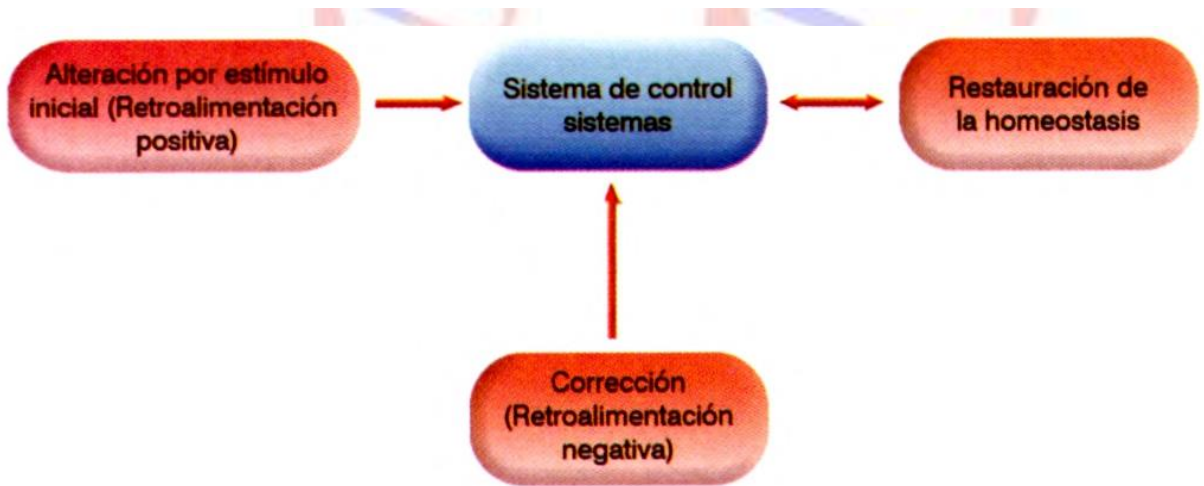 Alteración por estímulo
inicial (Retroalimentación
positiva)
Sistema de control
sistemas
Restauración de
la homeostasis
Corrección
(Retroalimentación
negativa)